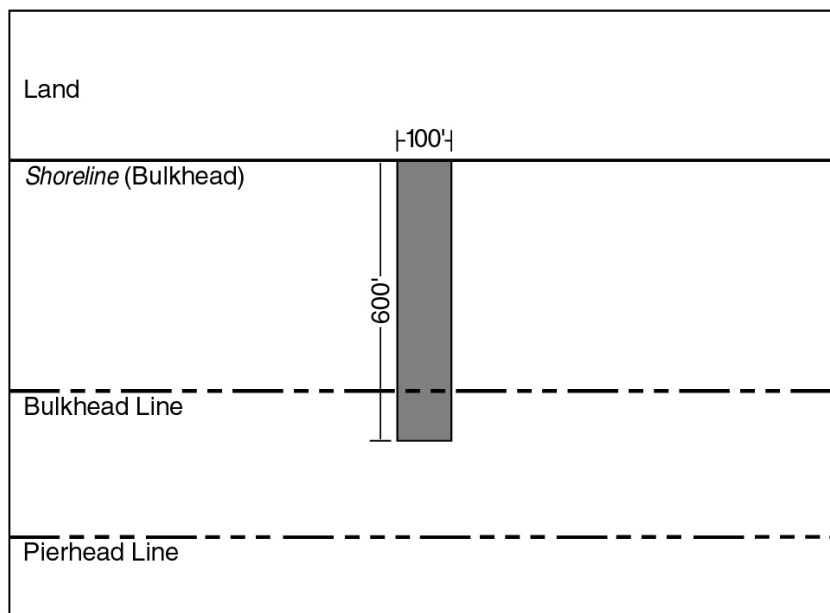 Land
100'
Shoreline (Bulkhead)
600'
Bulkhead Line
Pierhead Line